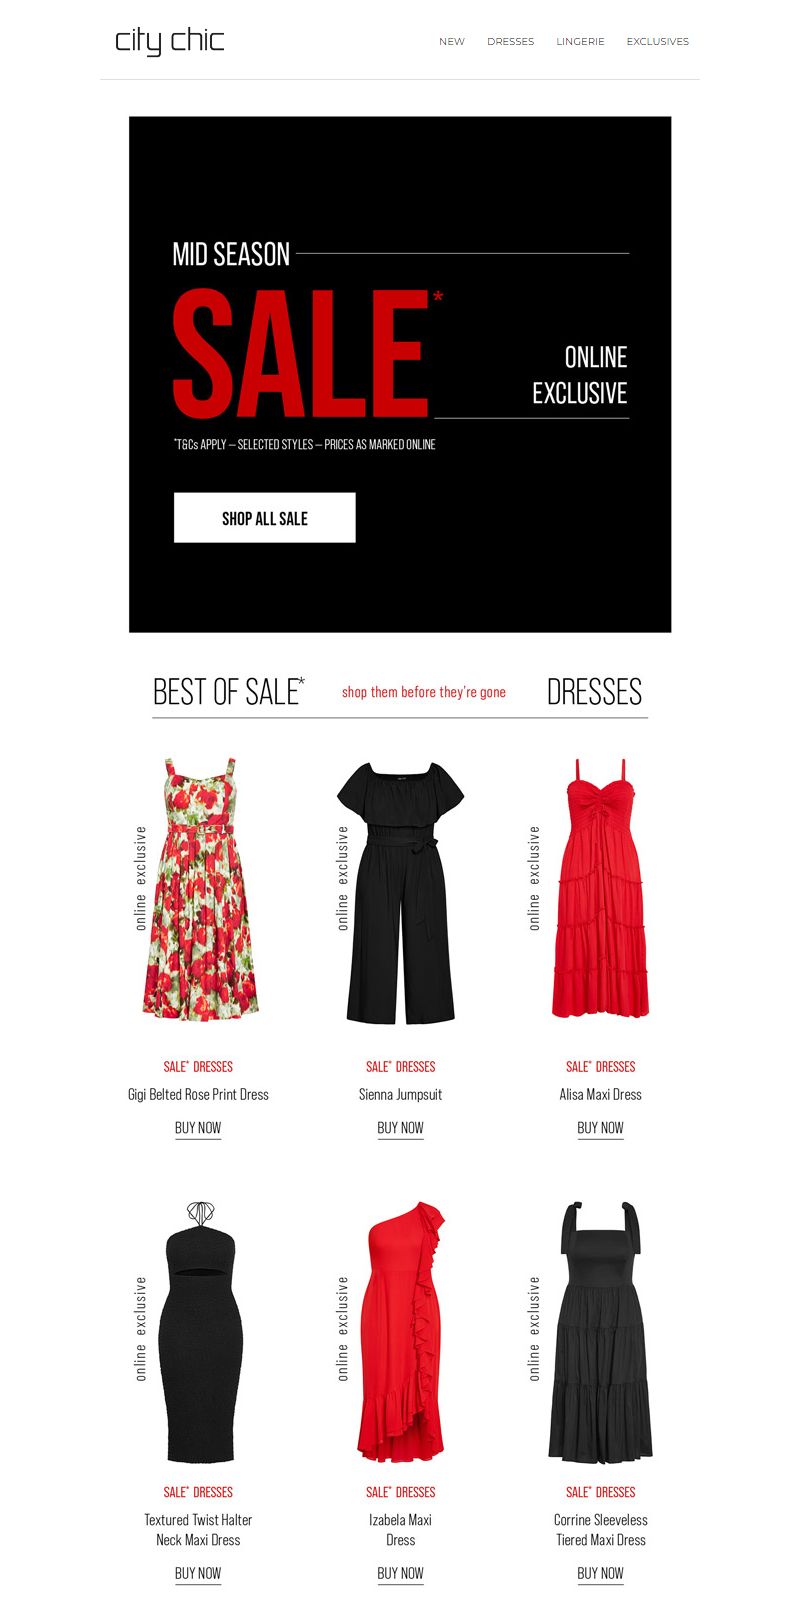 city chic
NEW DRESSES LINGERIE EXCLUSIVES
MID SEASON
SALE*
ONLINE
EXCLUSIVE
*T&Cs APPLY – SELECTED STYLES – PRICES AS MARKED ONLINE
SHOP ALL SALE
BEST OF SALE* shop them before they're gone DRESSES
online exclusive
online exclusive
online exclusive
SALE* DRESSES
Gigi Belted Rose Print Dress
BUY NOW
SALE* DRESSES
Sienna Jumpsuit
BUY NOW
SALE* DRESSES
Alisa Maxi Dress
BUY NOW
online exclusive
online exclusive
online exclusive
SALE* DRESSES
Textured Twist Halter
Neck Maxi Dress
BUY NOW
SALE* DRESSES
Izabela Maxi
Dress
BUY NOW
SALE* DRESSES
Corrine Sleeveless
Tiered Maxi Dress
BUY NOW